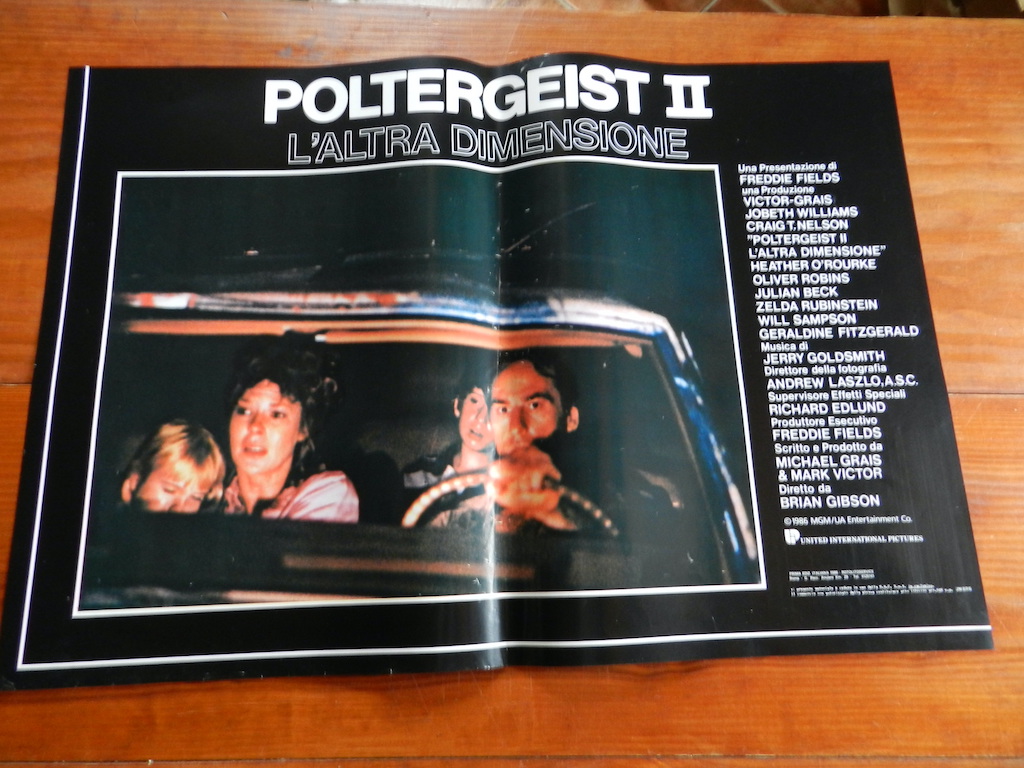 POLTERGEIST II
L'ALTRA DIMENSIONE
Una Presentazione di
FREDDIE FIELDS
una Produzione
VICTOR-GRAIS
JOBETH WILLIAMS
CRAIG T. NELSON
"POLTERGEIST II
L'ALTRA DIMENSIONE"
HEATHER O'ROURKE
OLIVER ROBINS
JULIAN BECK
ZELDA RUBINSTEIN
WILL SAMPSON
GERALDINE FITZGERALD
Musica di
JERRY GOLDSMITH
Direttore della fotografia
ANDREW LASZLO, A.S.C.
Supervisore Effetti Speciali
RICHARD EDLUND
Produttore Esecutivo
FREDDIE FIELDS
Scritto e Prodotto da
MICHAEL GRAIS
& MARK VICTOR
Diretto da
BRIAN GIBSON
©1986 MGM/UA Entertainment Co.
UNITED INTERNATIONAL PICTURES